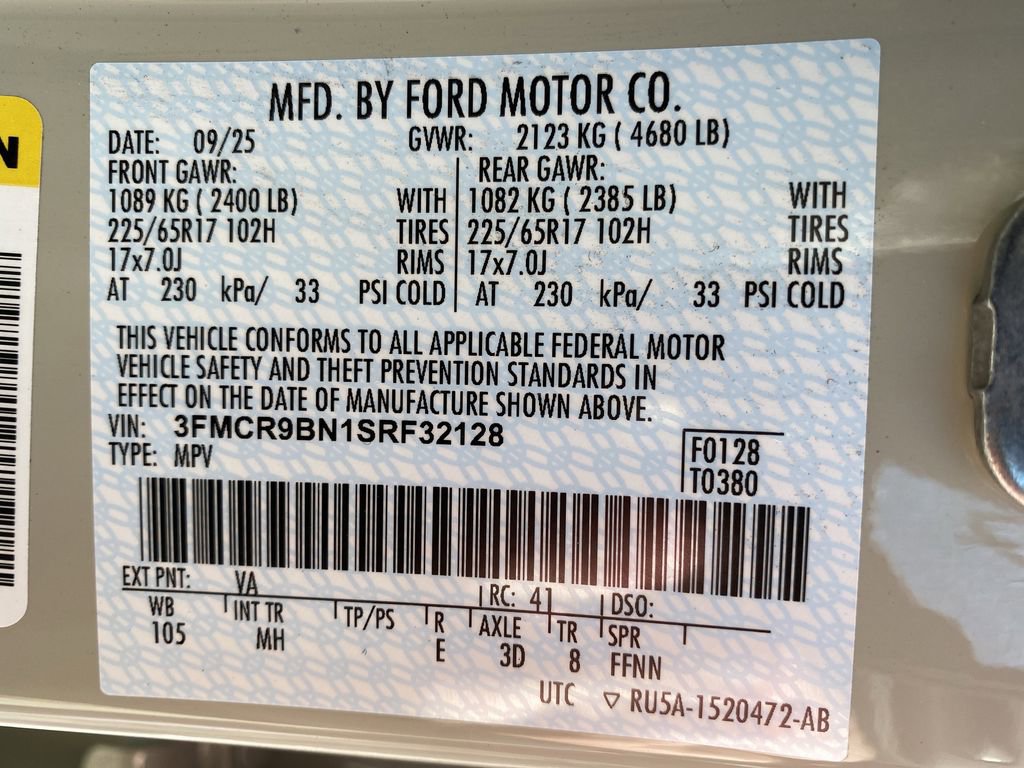 N
MFD. BY FORD MOTOR CO.
DATE: 09/25 GVWR: 2123 KG ( 4680 LB)
FRONT GAWR: REAR GAWR:
1089 KG ( 2400 LB) WITH 1082 KG ( 2385 LB) WITH
225/65R17 102H TIRES 225/65R17 102H TIRES
17x7.0J RIMS 17x7.0J RIMS
AT 230 kPa/ 33 PSI COLD AT 230 kPa/ 33 PSI COLD
THIS VEHICLE CONFORMS TO ALL APPLICABLE FEDERAL MOTOR
VEHICLE SAFETY AND THEFT PREVENTION STANDARDS IN
EFFECT ON THE DATE OF MANUFACTURE SHOWN ABOVE.
VIN: 3FMCR9BN1SRF32128
TYPE: MPV
F0128
T0380
EXT PNT: VA RC: 41 DSO:
WB INT TR TP/PS R AXLE TR SPR
105 MH E 3D 8 FFNN
UTC ▽ RU5A-1520472-AB